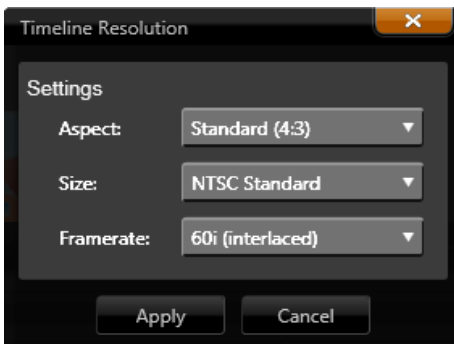 Timeline Resolution
Settings
Aspect: Standard (4:3)
Size: NTSC Standard
Framerate: 60i (interlaced)
Apply Cancel